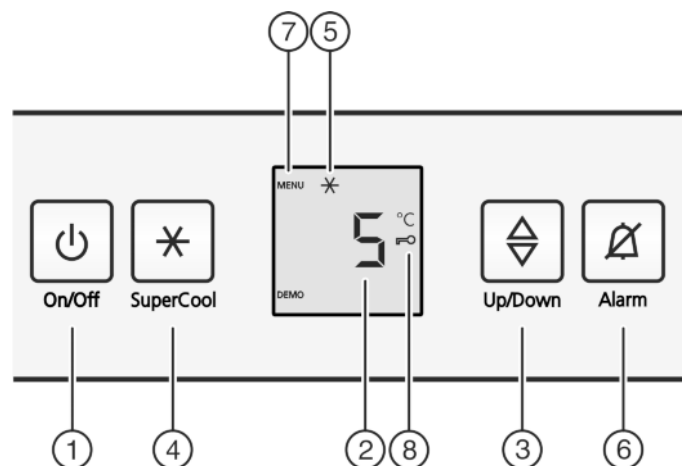 7 5
MENU
5 °C
DEMO
On/Off SuperCool Up/Down Alarm
1 4 2 8 3 6